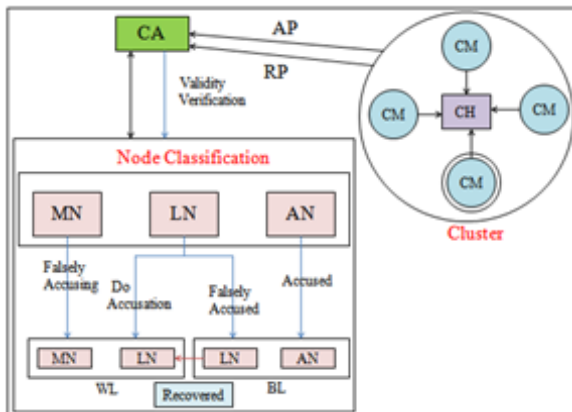 CA
AP
RP
CM
CM
CH
CM
CM
Cluster
Validity
Verification
Node Classification
MN
LN
AN
Falsely
Accusing
Do
Accusation
Falsely
Accused
Accused
MN
LN
LN
AN
WL
Recovered
BL